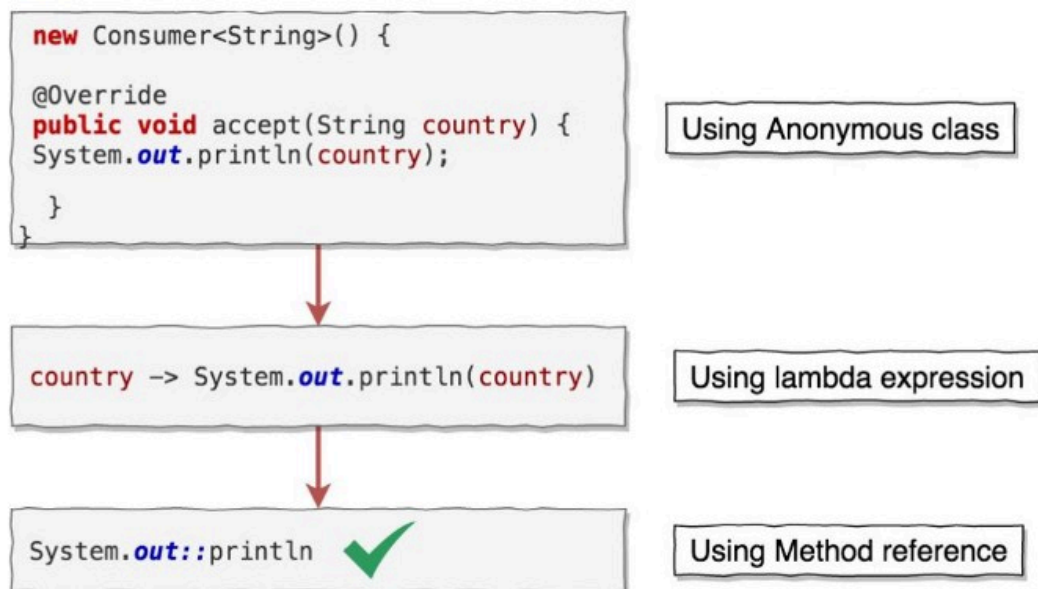 new Consumer<String>() {
@Override
public void accept(String country) {
System.out.println(country);
}
}
Using Anonymous class
country -> System.out.println(country)
Using lambda expression
System.out::println
Using Method reference